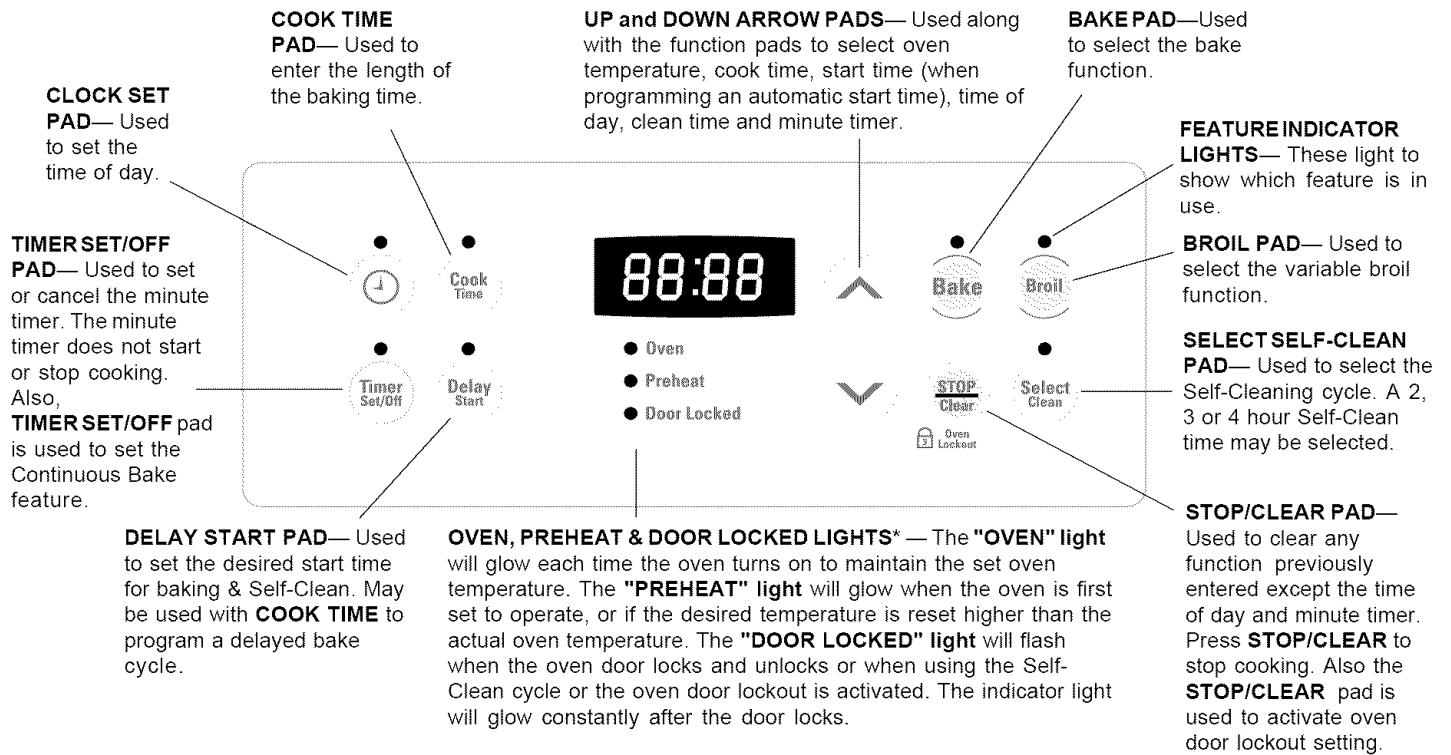 COOK TIME
PAD— Used to
enter the length of
the baking time.
UP and DOWN ARROW PADS— Used along
with the function pads to select oven
temperature, cook time, start time (when
programming an automatic start time), time of
day, clean time and minute timer.
BAKE PAD—Used
to select the bake
function.
CLOCK SET
PAD— Used
to set the
time of day.
FEATURE INDICATOR
LIGHTS— These light to
show which feature is in
use.
TIMER SET/OFF
PAD— Used to set
or cancel the minute
timer. The minute
timer does not start
or stop cooking.
Also,
TIMER SET/OFF pad
is used to set the
Continuous Bake
feature.
Cook
Time
88:88
Bake
Broil
BROIL PAD— Used to
select the variable broil
function.
Timer
Set/Off
Delay
Start
Oven
Preheat
Door Locked
STOP
Clear
Oven
Lockout
Select
Clean
SELECT SELF-CLEAN
PAD— Used to select the
Self-Cleaning cycle. A 2,
3 or 4 hour Self-Clean
time may be selected.
DELAY START PAD— Used
to set the desired start time
for baking & Self-Clean. May
be used with COOK TIME to
program a delayed bake
cycle.
OVEN, PREHEAT & DOOR LOCKED LIGHTS* — The "OVEN" light
will glow each time the oven turns on to maintain the set oven
temperature. The "PREHEAT" light will glow when the oven is first
set to operate, or if the desired temperature is reset higher than the
actual oven temperature. The "DOOR LOCKED" light will flash
when the oven door locks and unlocks or when using the Self-
Clean cycle or the oven door lockout is activated. The indicator light
will glow constantly after the door locks.
STOP/CLEAR PAD—
Used to clear any
function previously
entered except the time
of day and minute timer.
Press STOP/CLEAR to
stop cooking. Also the
STOP/CLEAR pad is
used to activate oven
door lockout setting.